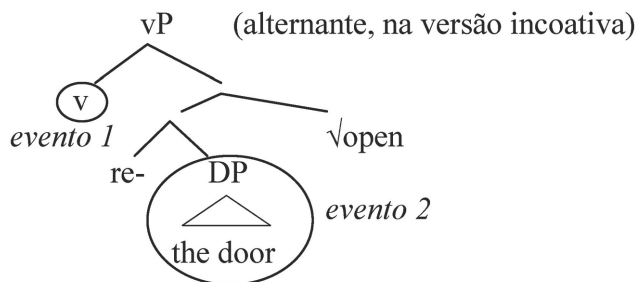 vP (alternante, na versão incoativa)
v
evento 1
√open
re- DP
evento 2
the door